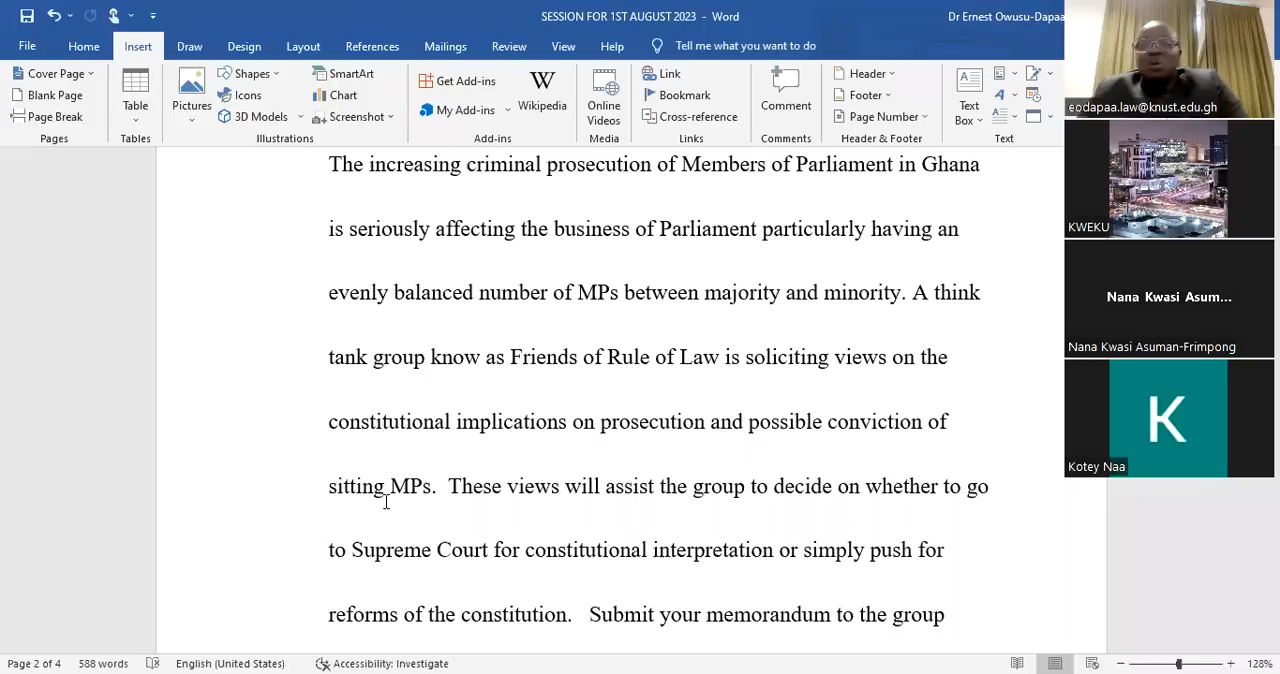 SESSION FOR 1ST AUGUST 2023 - Word
Dr Ernest Owusu-Dapaa
File Home Insert Draw Design Layout References Mailings Review View Help Tell me what you want to do
Cover Page
Blank Page
Page Break
Pages
Table
Tables
Pictures
Shapes
Icons
3D Models
SmartArt
Chart
Screenshot
Illustrations
Get Add-ins
My Add-ins
Wikipedia
Add-ins
Online
Videos
Media
Link
Bookmark
Cross-reference
Links
Comment
Comments
Header
Footer
Page Number
Header & Footer
Text
Box
Text
The increasing criminal prosecution of Members of Parliament in Ghana
is seriously affecting the business of Parliament particularly having an
evenly balanced number of MPs between majority and minority. A think
tank group know as Friends of Rule of Law is soliciting views on the
constitutional implications on prosecution and possible conviction of
sitting MPs.  These views will assist the group to decide on whether to go
to Supreme Court for constitutional interpretation or simply push for
reforms of the constitution.   Submit your memorandum to the group
eodapaa.law@knust.edu.gh
KWEKU
Nana Kwasi Asum...
Nana Kwasi Asuman-Frimpong
K
Kotey Naa
Page 2 of 4 588 words English (United States) Accessibility: Investigate 128%